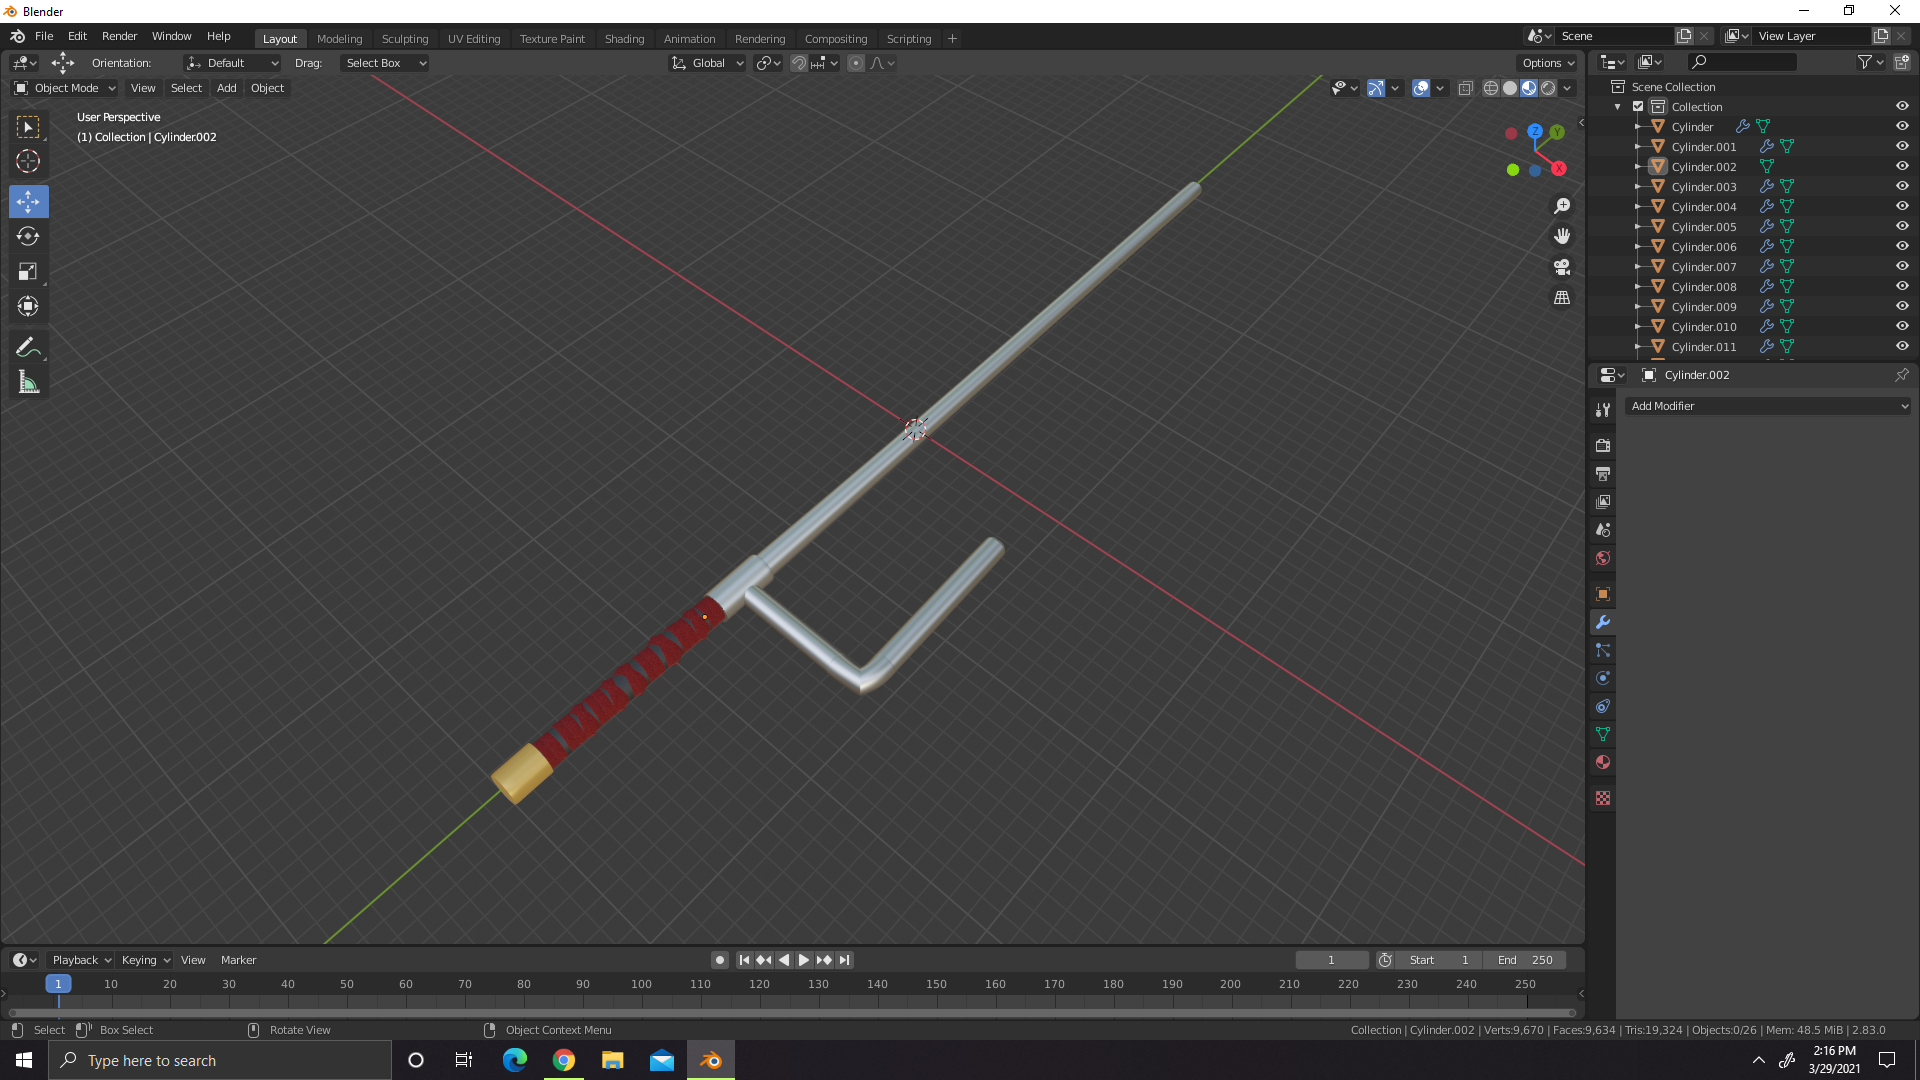 Blender
File Edit Render Window Help Layout Modeling Sculpting UV Editing Texture Paint Shading Animation Rendering Compositing Scripting + Scene View Layer
Orientation: Default Drag: Select Box Global Options
Object Mode View Select Add Object
User Perspective
(1) Collection | Cylinder.002
Z
Y
X
Scene Collection
Collection
Cylinder
Cylinder.001
Cylinder.002
Cylinder.003
Cylinder.004
Cylinder.005
Cylinder.006
Cylinder.007
Cylinder.008
Cylinder.009
Cylinder.010
Cylinder.011
Cylinder.002
Add Modifier
Playback Keying View Marker 1 Start 1 End 250
1 10 20 30 40 50 60 70 80 90 100 110 120 130 140 150 160 170 180 190 200 210 220 230 240 250
Select Box Select Rotate View Object Context Menu Collection | Cylinder.002 | Verts:9,670 | Faces:9,634 | Tris:19,324 | Objects:0/26 | Mem: 48.5 MiB | 2.83.0
Type here to search
2:16 PM
3/29/2021